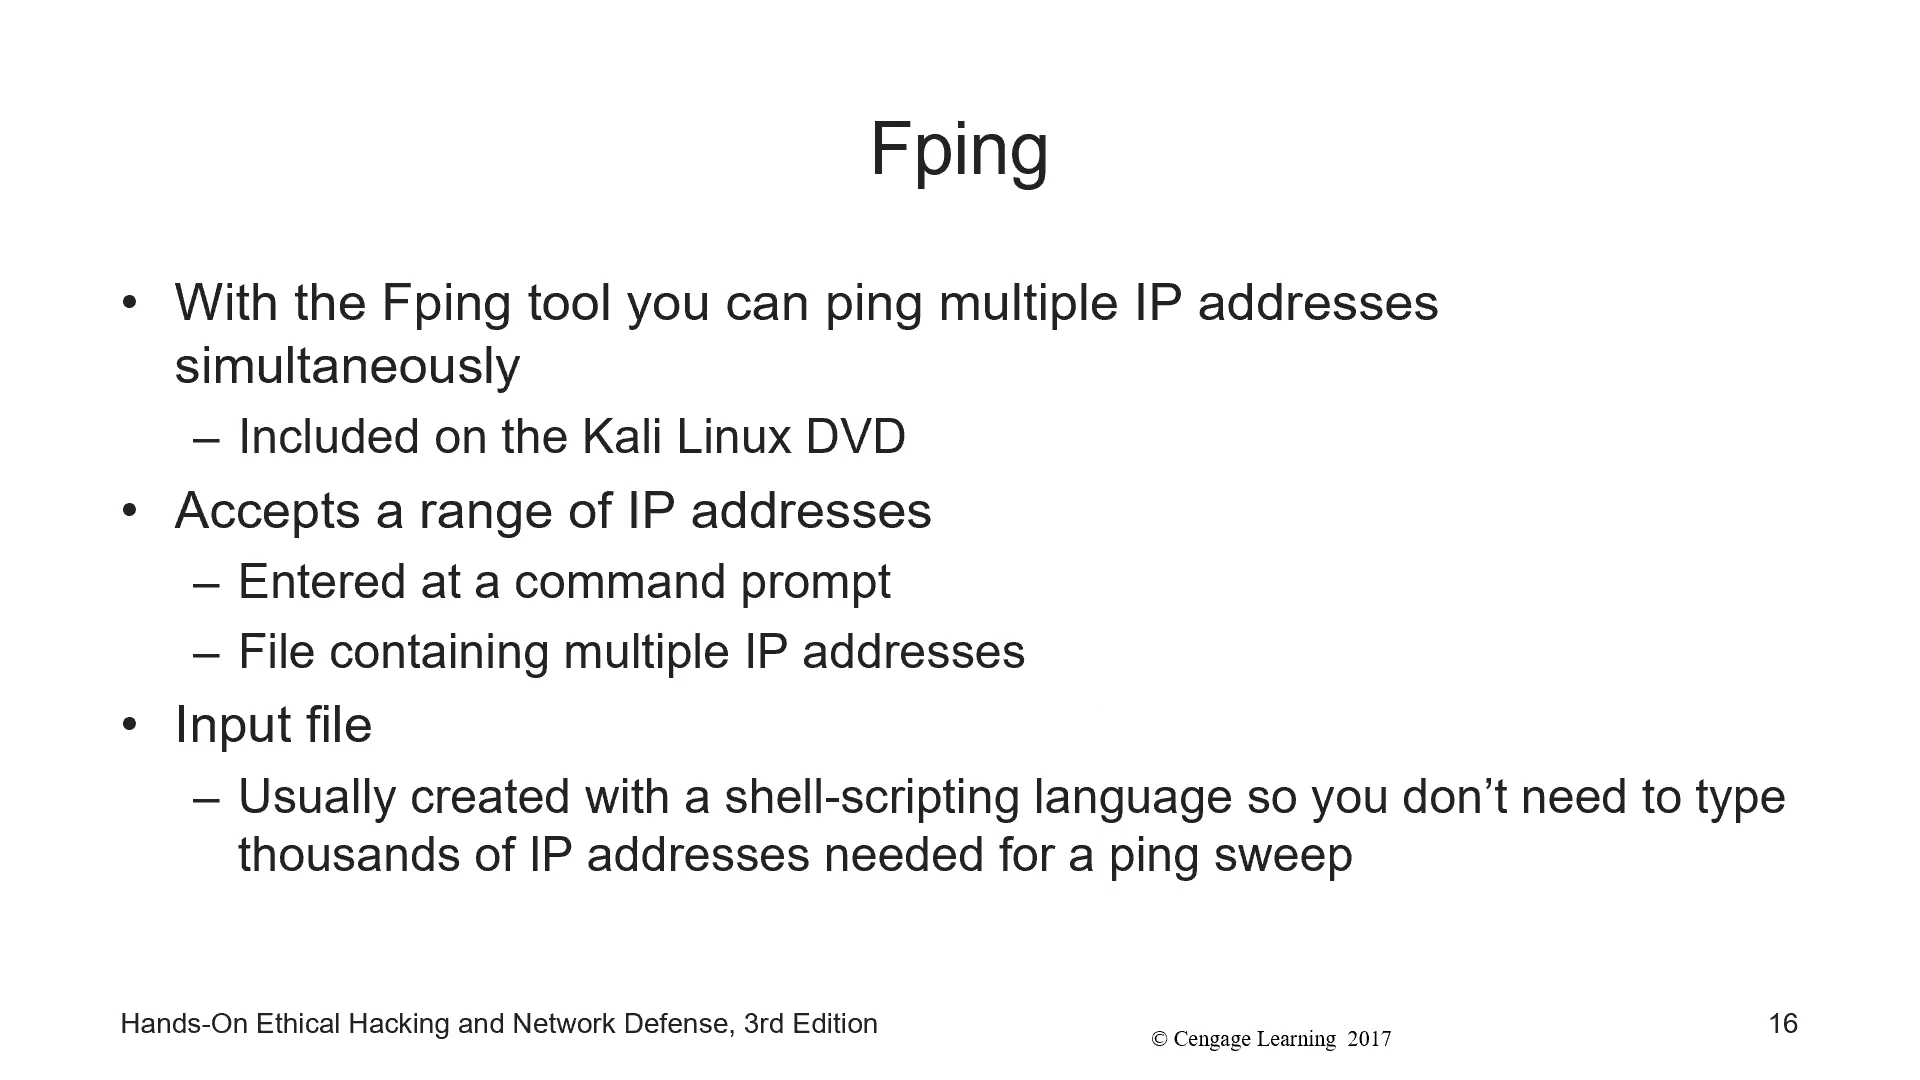 Fping
• With the Fping tool you can ping multiple IP addresses
simultaneously
– Included on the Kali Linux DVD
• Accepts a range of IP addresses
– Entered at a command prompt
– File containing multiple IP addresses
• Input file
– Usually created with a shell-scripting language so you don’t need to type
thousands of IP addresses needed for a ping sweep
Hands-On Ethical Hacking and Network Defense, 3rd Edition
© Cengage Learning 2017
16